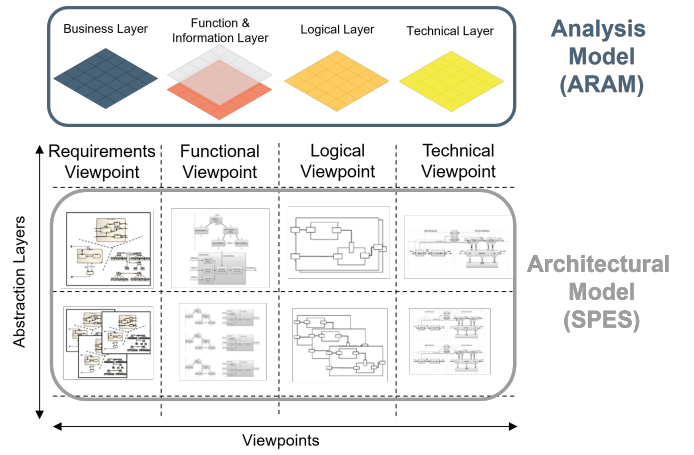 Business Layer
Function &
Information Layer
Logical Layer
Technical Layer
Analysis
Model
(ARAM)
Requirements
Viewpoint
Functional
Viewpoint
Logical
Viewpoint
Technical
Viewpoint
Abstraction Layers
Architectural
Model
(SPES)
Viewpoints